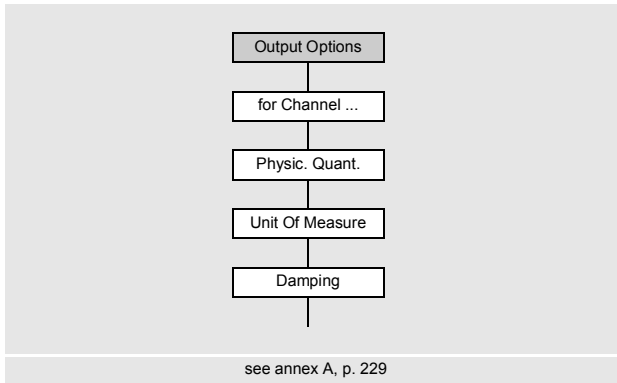 Output Options
for Channel ...
Physic. Quant.
Unit Of Measure
Damping
see annex A, p. 229